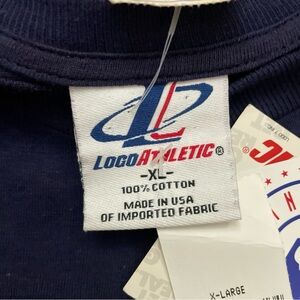 LOGO ATHLETIC®
-XL-
100% COTTON
MADE IN USA
OF IMPORTED FABRIC
X-LARGE